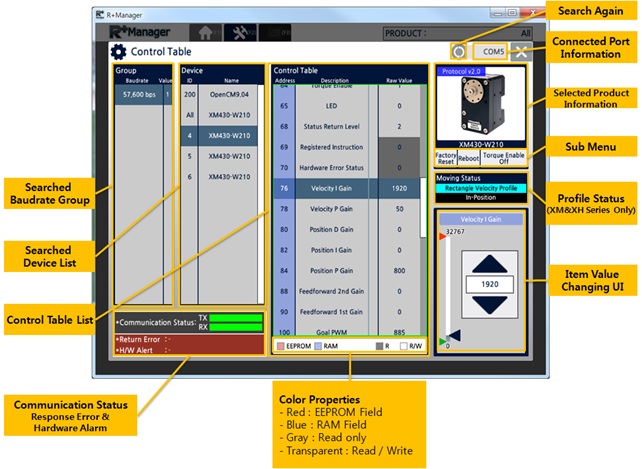 R+Manager
Search Again
R+Manager
PRODUCT :
All
Control Table
COM5
Connected Port
Information
Group
Baudrate Value
57,600 bps 1
Device
ID Name
200 OpenCM9.04
All XM430-W210
4 XM430-W210
5 XM430-W210
6 XM430-W210
Control Table
Address Description Raw Value
64 Torque Enable 1
65 LED 0
68 Status Return Level 2
69 Registered Instruction 0
70 Hardware Error Status 0
76 Velocity I Gain 1920
78 Velocity P Gain 50
80 Position D Gain 0
82 Position I Gain 0
84 Position P Gain 800
88 Feedforward 2nd Gain 0
90 Feedforward 1st Gain 0
100 Goal PWM 885
EEPROM RAM R R/W
Protocol v2.0
XM430-W210
Factory
Reset
Reboot
Torque Enable
Off
Moving Status
Rectangle Velocity Profile
In-Position
Velocity I Gain
32767
1920
0
Selected Product
Information
Sub Menu
Profile Status
(XM&XH Series Only)
Item Value
Changing UI
Searched
Baudrate Group
Searched
Device List
Control Table List
•Communication Status: TX
RX
•Return Error : -
•H/W Alert : -
Communication Status
Response Error &
Hardware Alarm
Color Properties
- Red : EEPROM Field
- Blue : RAM Field
- Gray : Read only
- Transparent : Read / Write